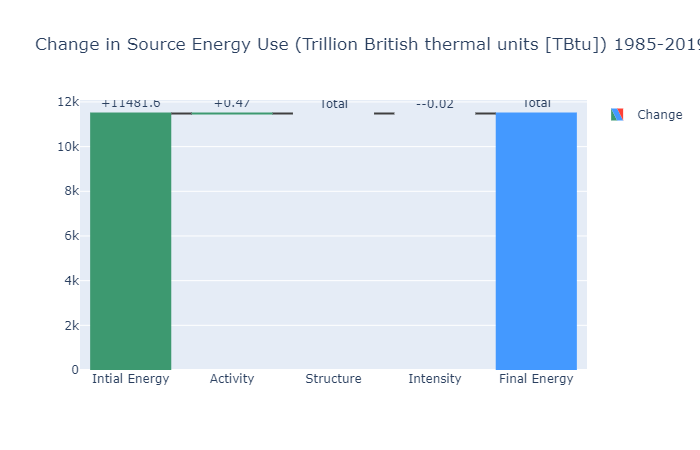 Change in Source Energy Use (Trillion British thermal units [TBtu]) 1985-2019
12k
10k
8k
6k
4k
2k
0
+11481.6
+0.47
Total
--0.02
Total
Intial Energy
Activity
Structure
Intensity
Final Energy
Change